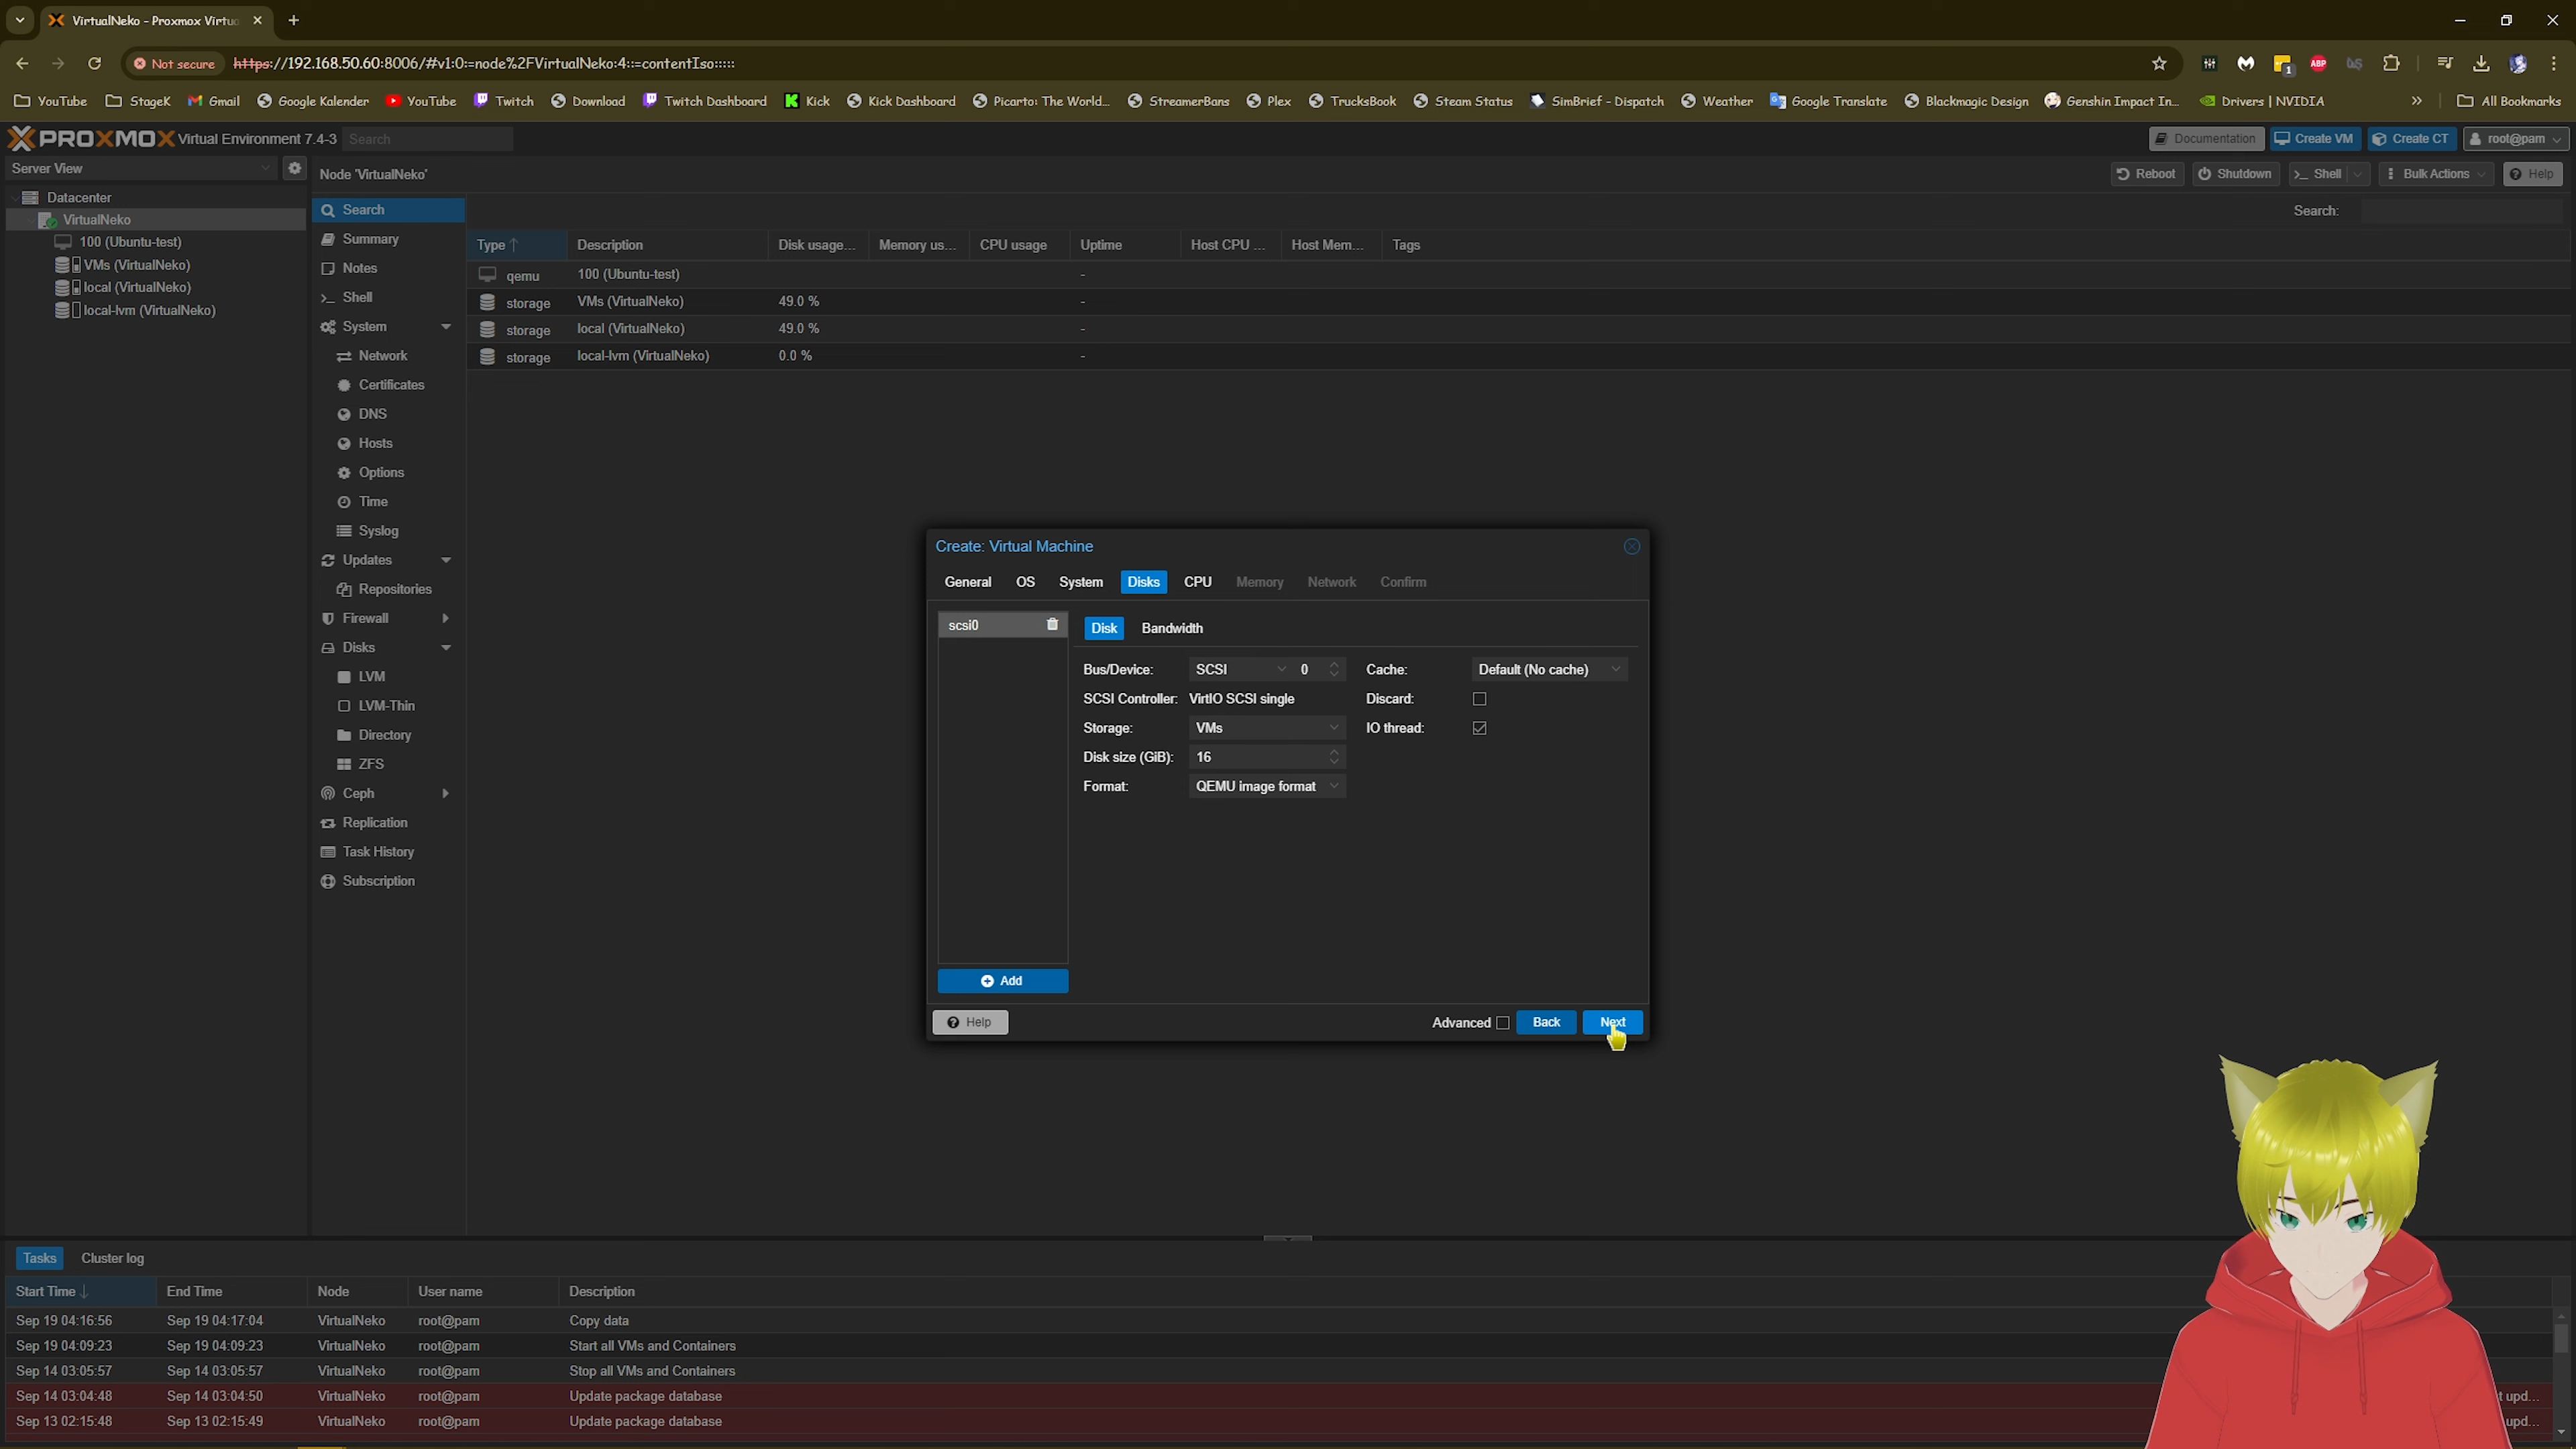 VirtualNeko - Proxmox Virtu
Not secure https://192.168.50.60:8006/#v1:0:=node%2FVirtualNeko:4::=contentIso:::::
1
ABP
YouTube StageK Gmail Google Kalender YouTube Twitch Download Twitch Dashboard Kick Kick Dashboard Picarto: The World... StreamerBans Plex TrucksBook Steam Status SimBrief - Dispatch Weather Google Translate Blackmagic Design Genshin Impact In... Drivers | NVIDIA » All Bookmarks
PROXMOX Virtual Environment 7.4-3 Search Documentation Create VM Create CT root@pam
Server View
Node 'VirtualNeko' Reboot Shutdown Shell Bulk Actions Help
Datacenter
VirtualNeko
100 (Ubuntu-test)
VMs (VirtualNeko)
local (VirtualNeko)
local-lvm (VirtualNeko)
Search
Summary
Notes
Shell
System
Network
Certificates
DNS
Hosts
Options
Time
Syslog
Updates
Repositories
Firewall
Disks
LVM
LVM-Thin
Directory
ZFS
Ceph
Replication
Task History
Subscription
Search:
Type Description Disk usage... Memory us... CPU usage Uptime Host CPU ... Host Mem... Tags
qemu 100 (Ubuntu-test) -
storage VMs (VirtualNeko) 49.0 % -
storage local (VirtualNeko) 49.0 % -
storage local-lvm (VirtualNeko) 0.0 % -
Create: Virtual Machine
General OS System Disks CPU Memory Network Confirm
scsi0
Disk Bandwidth
Bus/Device: SCSI 0 Cache: Default (No cache)
SCSI Controller: VirtIO SCSI single Discard:
Storage: VMs IO thread:
Disk size (GiB): 16
Format: QEMU image format
Add
Help Advanced Back Next
Tasks Cluster log
Start Time End Time Node User name Description
Sep 19 04:16:56 Sep 19 04:17:04 VirtualNeko root@pam Copy data
Sep 19 04:09:23 Sep 19 04:09:23 VirtualNeko root@pam Start all VMs and Containers
Sep 14 03:05:57 Sep 14 03:05:57 VirtualNeko root@pam Stop all VMs and Containers
Sep 14 03:04:48 Sep 14 03:04:50 VirtualNeko root@pam Update package database t upd...
Sep 13 02:15:48 Sep 13 02:15:49 VirtualNeko root@pam Update package database upd...